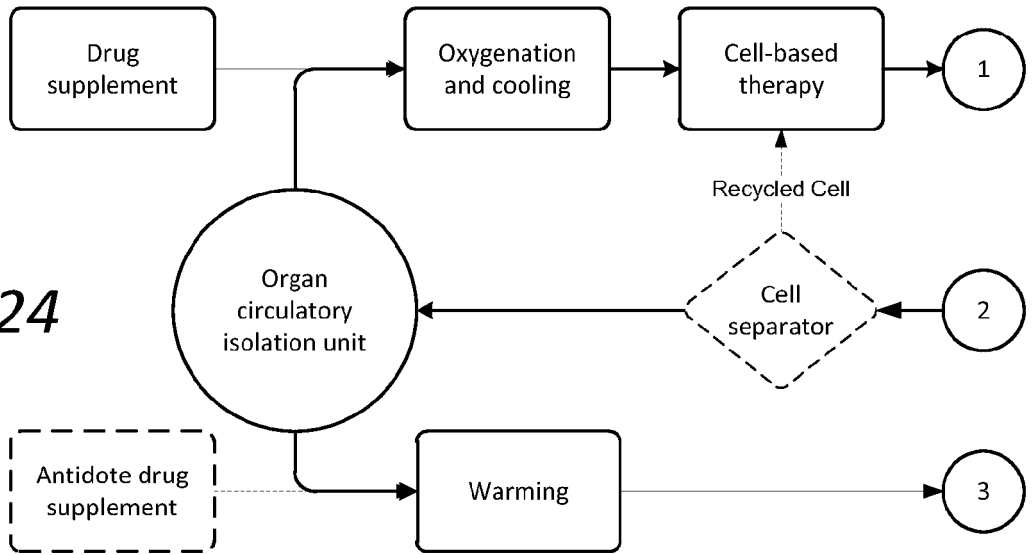 Drug
supplement
Oxygenation
and cooling
Cell-based
therapy
1
Recycled Cell
Organ
circulatory
isolation unit
Cell
separator
2
24
Antidote drug
supplement
Warming
3